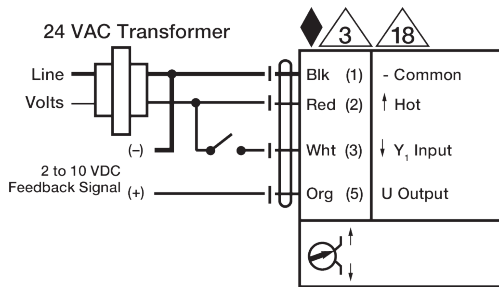 24 VAC Transformer
3 18
Line
Volts
Blk (1) - Common
Red (2) Hot
(–)
Wht (3) Y1 Input
2 to 10 VDC
Feedback Signal (+)
Org (5) U Output